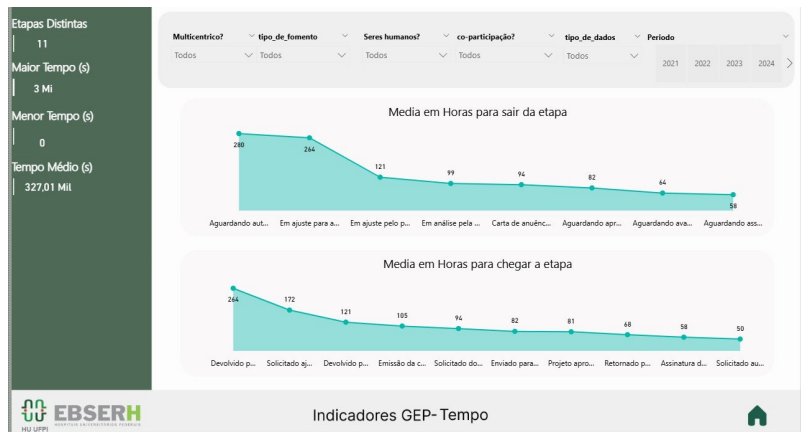 Etapas Distintas
11
Maior Tempo (s)
3 Mi
Menor Tempo (s)
0
Tempo Médio (s)
327,01 Mil
Multicentrico? tipo_de_fomento Seres humanos? co-participação? tipo_de_dados Periodo
Todos Todos Todos Todos Todos 2021 2022 2023 2024
Media em Horas para sair da etapa
280 264 121 99 94 82 64 58
Aguardando aut... Em ajuste para a... Em ajuste pelo p... Em análise pela ... Carta de anuênc... Aguardando apr... Aguardando ava... Aguardando ass...
Media em Horas para chegar a etapa
264 172 121 105 94 82 81 68 58 50
Devolvido p... Solicitado aj... Devolvido p... Emissão da c... Solicitado do... Enviado para... Projeto apro... Retornado p... Assinatura d... Solicitado au...
EBSERH
HOSPITAIS UNIVERSITÁRIOS FEDERAIS
HU UFPI
Indicadores GEP-Tempo